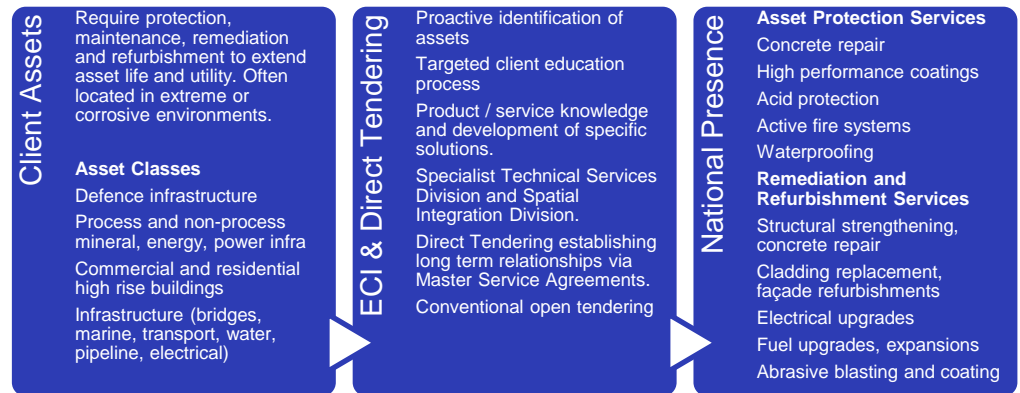 Client Assets
Require protection,
maintenance, remediation
and refurbishment to extend
asset life and utility. Often
located in extreme or
corrosive environments.
Asset Classes
Defence infrastructure
Process and non-process
mineral, energy, power infra
Commercial and residential
high rise buildings
Infrastructure (bridges,
marine, transport, water,
pipeline, electrical)
ECI & Direct Tendering
Proactive identification of
assets
Targeted client education
process
Product / service knowledge
and development of specific
solutions.
Specialist Technical Services
Division and Spatial
Integration Division.
Direct Tendering establishing
long term relationships via
Master Service Agreements.
Conventional open tendering
National Presence
Asset Protection Services
Concrete repair
High performance coatings
Acid protection
Active fire systems
Waterproofing
Remediation and
Refurbishment Services
Structural strengthening,
concrete repair
Cladding replacement,
façade refurbishments
Electrical upgrades
Fuel upgrades, expansions
Abrasive blasting and coating